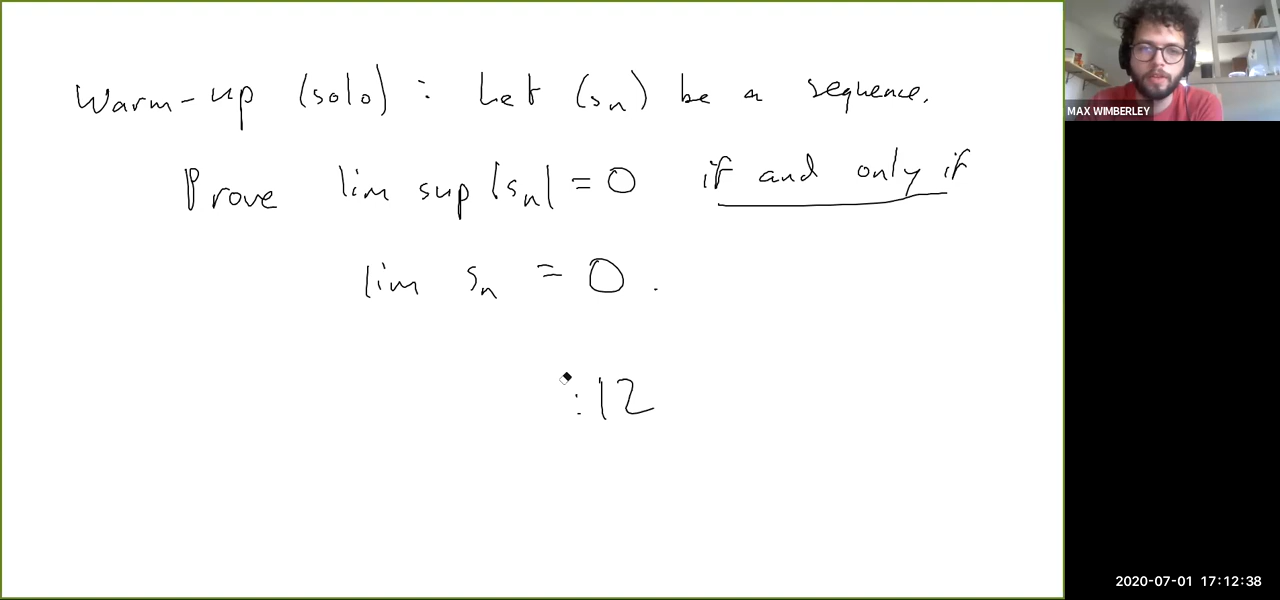 Warm-up (solo): Let (sn) be a sequence.
Prove lim sup |sn| = 0 if and only if
lim sn = 0.
:12
MAX WIMBERLEY
2020-07-01 17:12:38